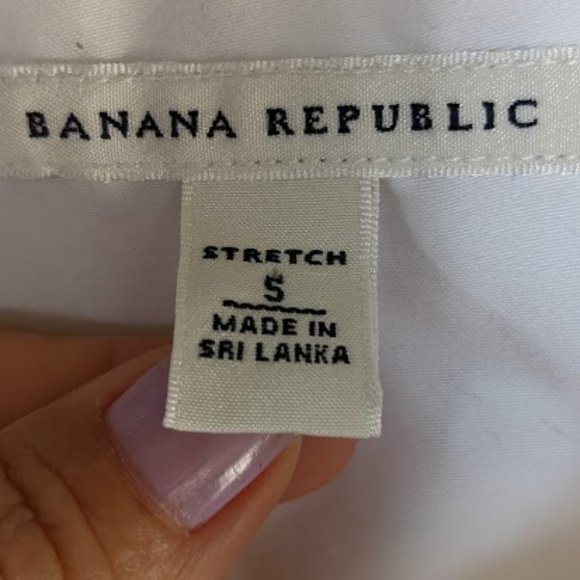 BANANA REPUBLIC
STRETCH
S
MADE IN
SRI LANKA